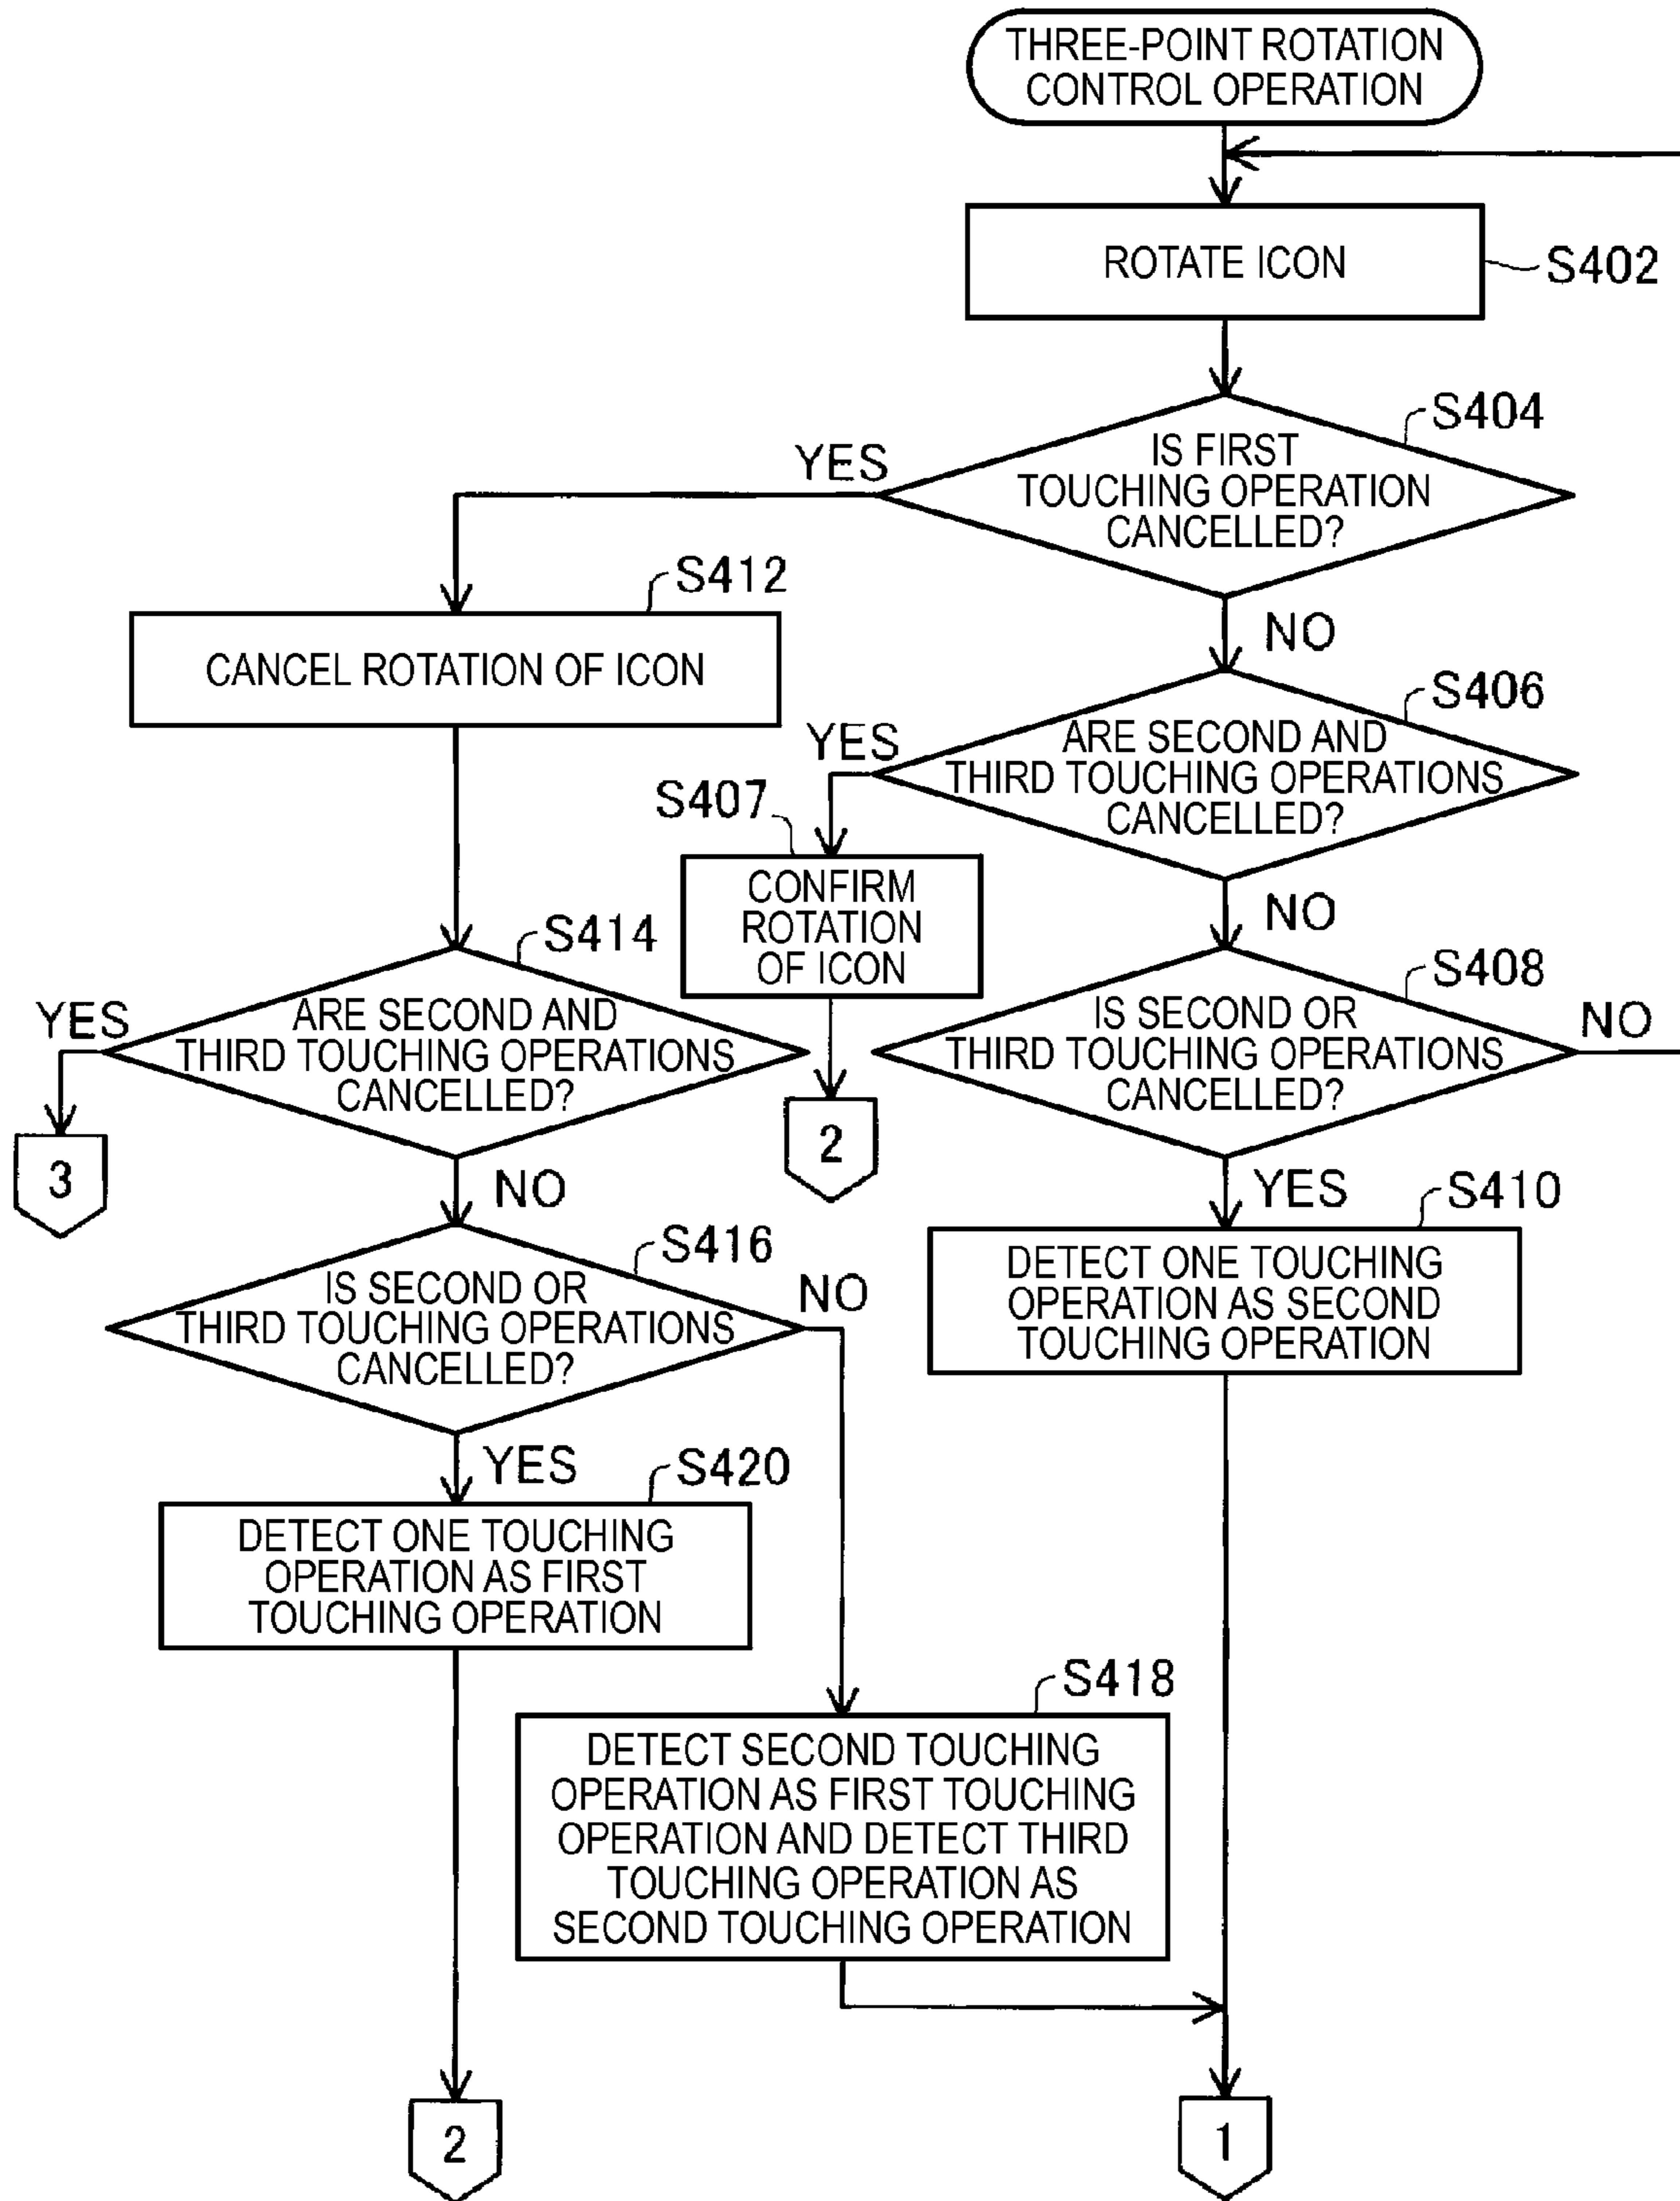 THREE-POINT ROTATION
CONTROL OPERATION
ROTATE ICON
S402
S404
IS FIRST
TOUCHING OPERATION
CANCELLED?
YES
NO
S412
CANCEL ROTATION OF ICON
S406
ARE SECOND AND
THIRD TOUCHING OPERATIONS
CANCELLED?
YES
NO
S407
CONFIRM
ROTATION
OF ICON
2
S414
ARE SECOND AND
THIRD TOUCHING OPERATIONS
CANCELLED?
YES
3
NO
S408
IS SECOND OR
THIRD TOUCHING OPERATIONS
CANCELLED?
NO
YES
S410
DETECT ONE TOUCHING
OPERATION AS SECOND
TOUCHING OPERATION
S416
IS SECOND OR
THIRD TOUCHING OPERATIONS
CANCELLED?
NO
YES
S420
DETECT ONE TOUCHING
OPERATION AS FIRST
TOUCHING OPERATION
S418
DETECT SECOND TOUCHING
OPERATION AS FIRST TOUCHING
OPERATION AND DETECT THIRD
TOUCHING OPERATION AS
SECOND TOUCHING OPERATION
2
1